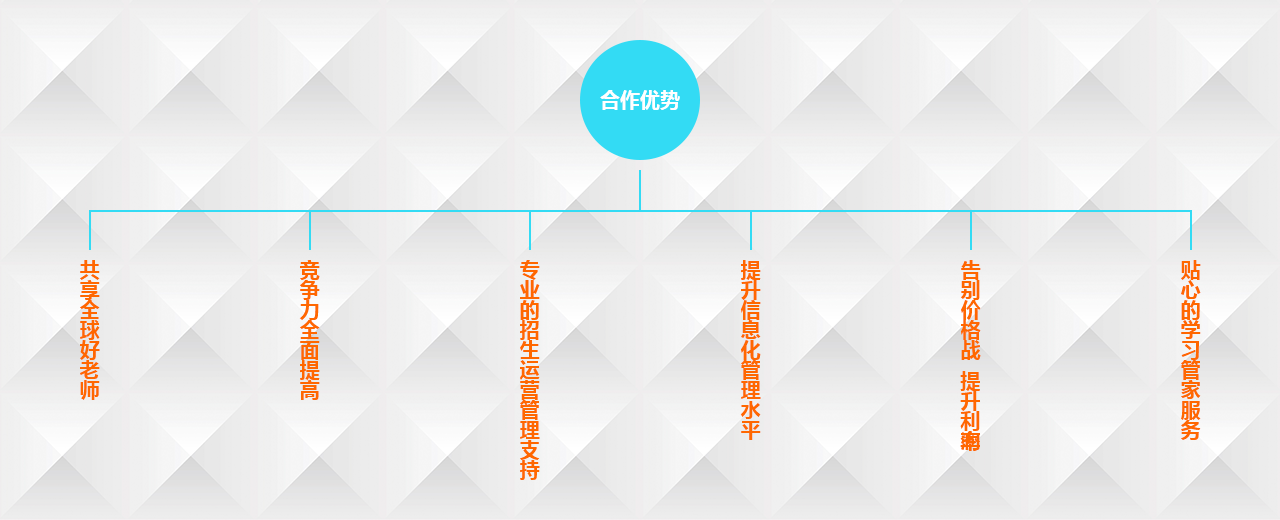 合作优势
共享全球好老师
竞争力全面提高
专业的招生运营管理支持
提升信息化管理水平
告别价格战 提升利
贴心的学习管家服务